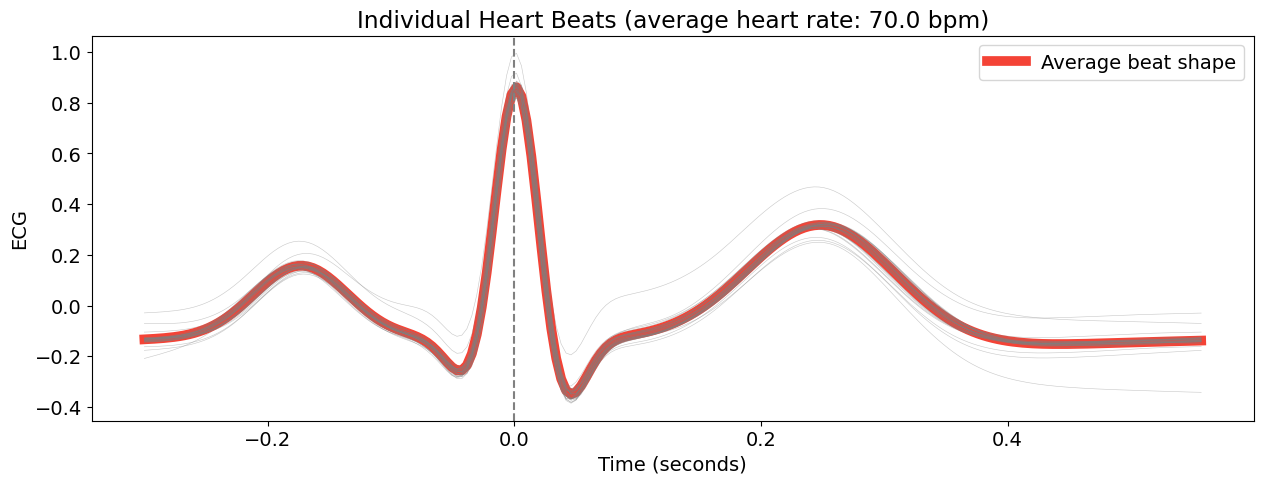 Individual Heart Beats (average heart rate: 70.0 bpm)
Average beat shape
1.0
0.8
0.6
0.4
0.2
0.0
−0.2
−0.4
ECG
−0.2 0.0 0.2 0.4
Time (seconds)